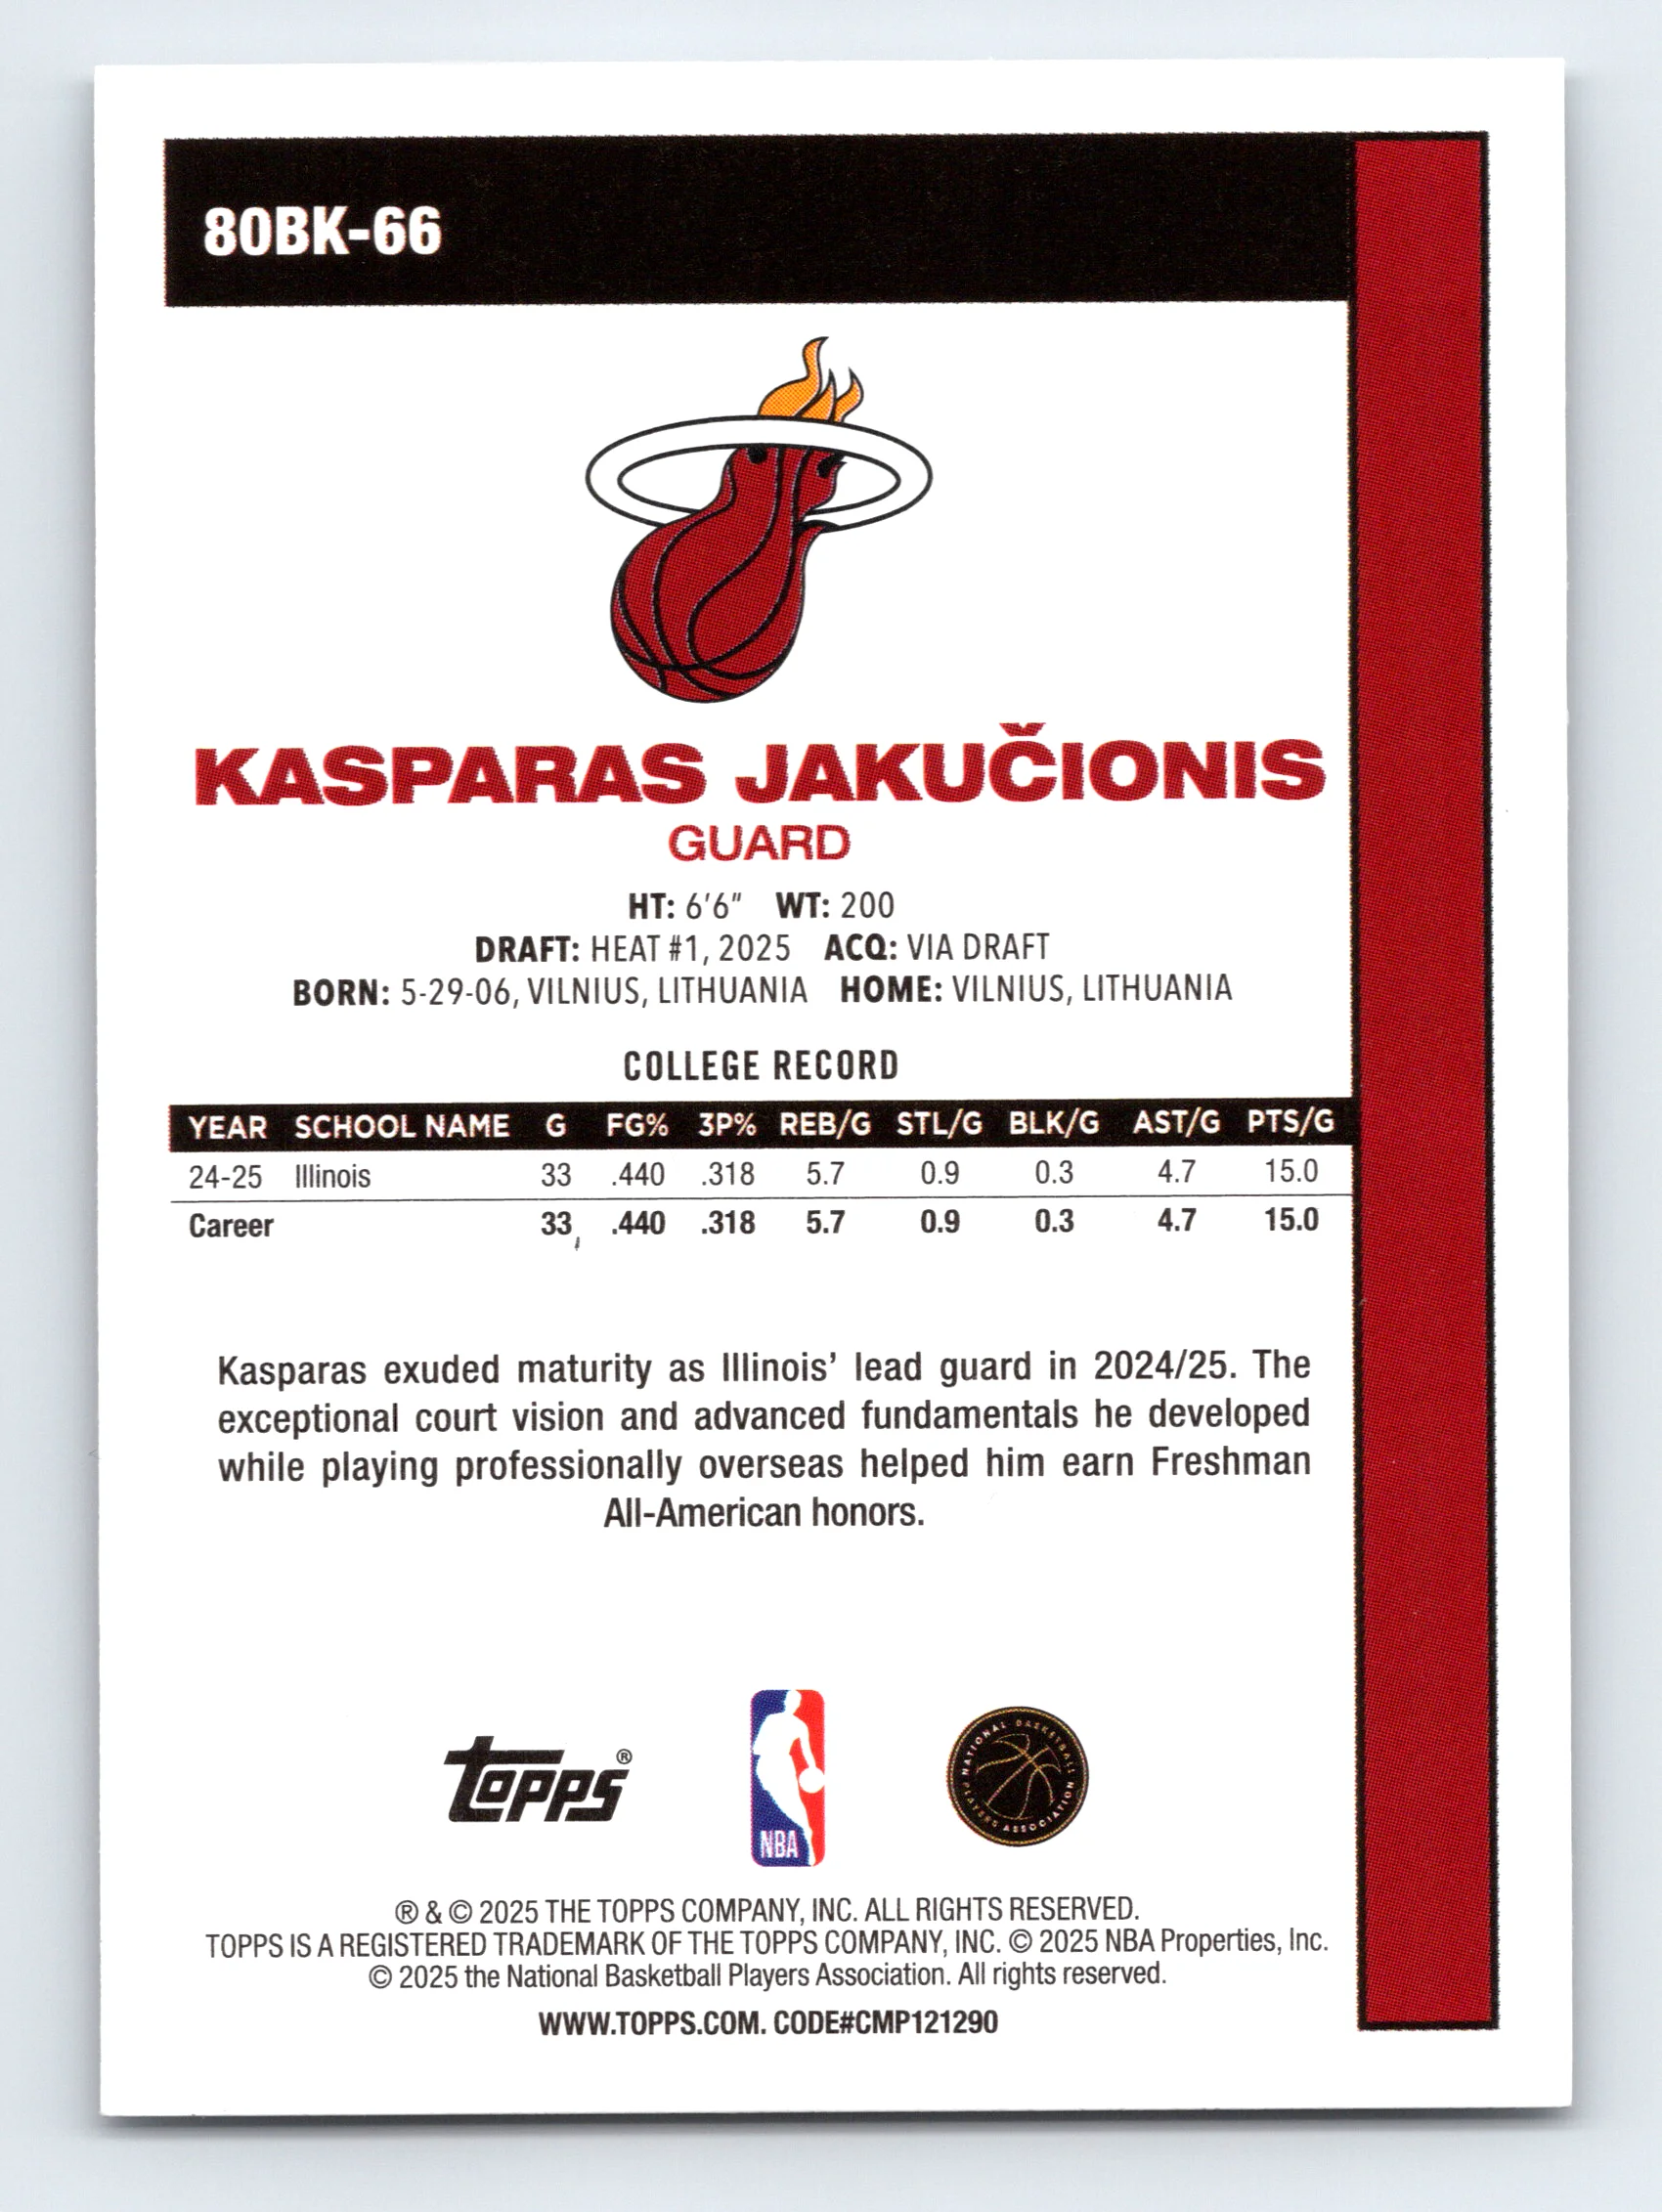 80BK-66
KASPARAS JAKUČIONIS
GUARD
HT: 6'6" WT: 200
DRAFT: HEAT #1, 2025 ACQ: VIA DRAFT
BORN: 5-29-06, VILNIUS, LITHUANIA HOME: VILNIUS, LITHUANIA
COLLEGE RECORD
YEAR SCHOOL NAME G FG% 3P% REB/G STL/G BLK/G AST/G PTS/G
24-25 Illinois 33 .440 .318 5.7 0.9 0.3 4.7 15.0
Career 33 .440 .318 5.7 0.9 0.3 4.7 15.0
Kasparas exuded maturity as Illinois’ lead guard in 2024/25. The
exceptional court vision and advanced fundamentals he developed
while playing professionally overseas helped him earn Freshman
All-American honors.
topps®
NBA
NATIONAL BASKETBALL PLAYERS ASSOCIATION
® & © 2025 THE TOPPS COMPANY, INC. ALL RIGHTS RESERVED.
TOPPS IS A REGISTERED TRADEMARK OF THE TOPPS COMPANY, INC. © 2025 NBA Properties, Inc.
© 2025 the National Basketball Players Association. All rights reserved.
WWW.TOPPS.COM. CODE#CMP121290